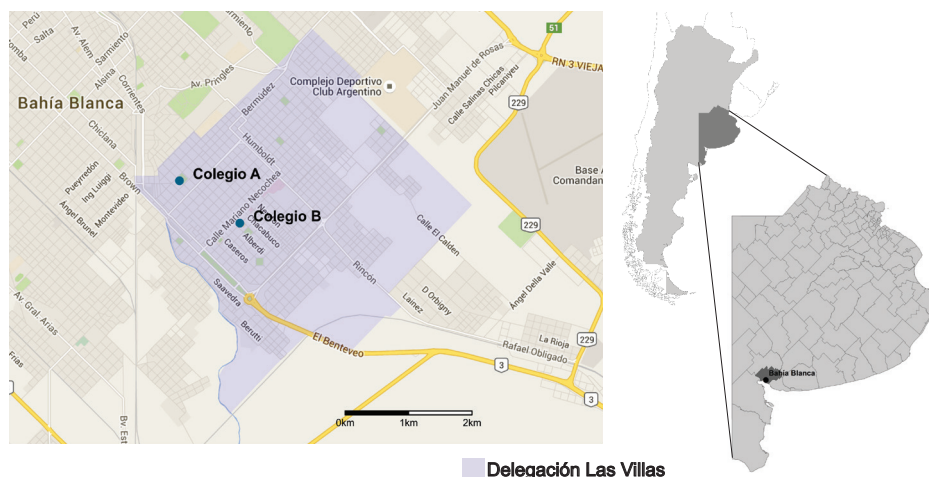 Parchappe
Salta
Av. Alem
Sarmiento
Sarmiento
Alsina
Corrientes
Bahía Blanca
Av. Pringles
Bermúdez
Complejo Deportivo
Club Argentino
51
RN 3 VIEJA
Juan Manuel de Rosas
Calle Salinas Chicas
Pilcaniyeu
229
Chiclana
Humboldt
Pueyrredón
Ing Luiggi
Brown
Montevideo
Ángel Brunel
Colegio A
Base
Comandan
Calle Mariano Necochea
Colegio B
Chacabuco
Alberdi
Caseros
Calle El Calden
229
Rincón
Saavedra
Ángel Della Valle
D Orbigny
Lainez
Av. Gral. Arias
Berutti
El Benteveo
La Rioja
229
Rafael Obligado
Frias
3
3
Bv. Est
0km
1km
2km
Bahía Blanca
Delegación Las Villas